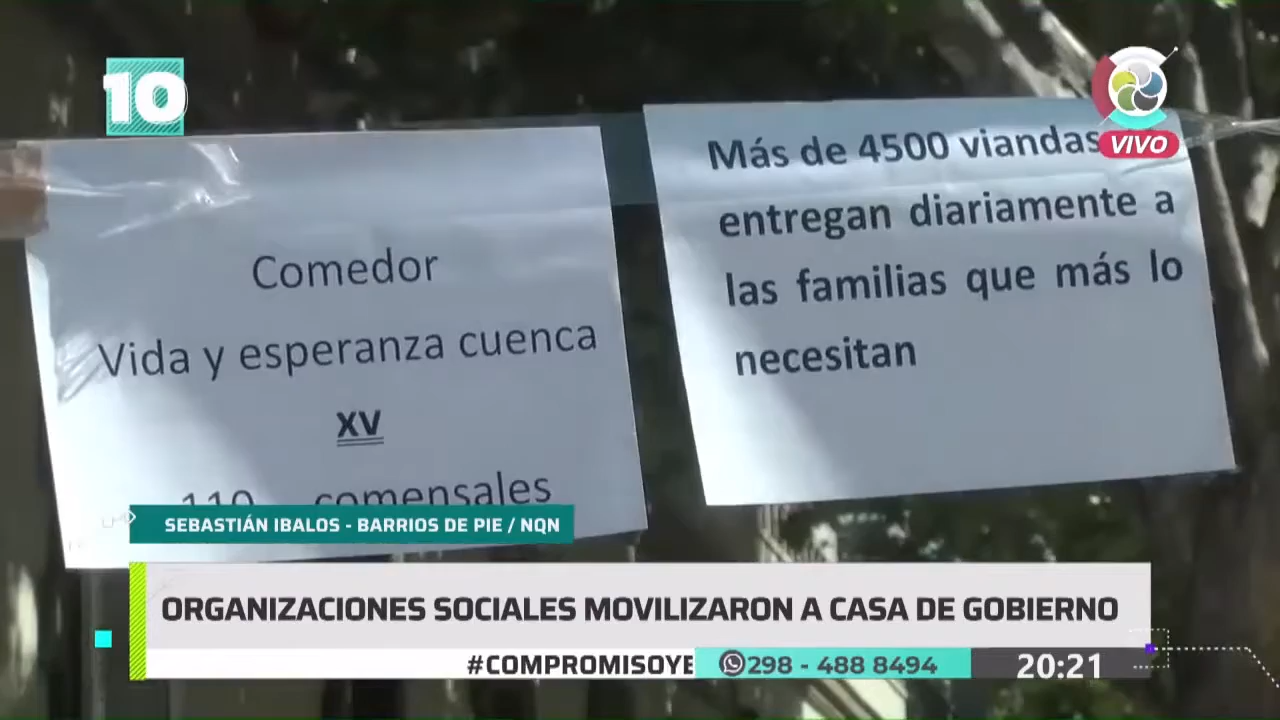 10
VIVO
Comedor
Vida y esperanza cuenca
XV
110 comensales
Más de 4500 viandas
entregan diariamente a
las familias que más lo
necesitan
SEBASTIÁN IBALOS - BARRIOS DE PIE / NQN
ORGANIZACIONES SOCIALES MOVILIZARON A CASA DE GOBIERNO
#COMPROMISOYE
298 - 488 8494
20:21